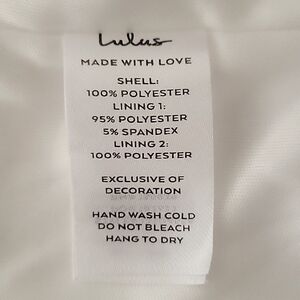 Lulus
MADE WITH LOVE
SHELL:
100% POLYESTER
LINING 1:
95% POLYESTER
5% SPANDEX
LINING 2:
100% POLYESTER
EXCLUSIVE OF
DECORATION
HAND WASH COLD
DO NOT BLEACH
HANG TO DRY